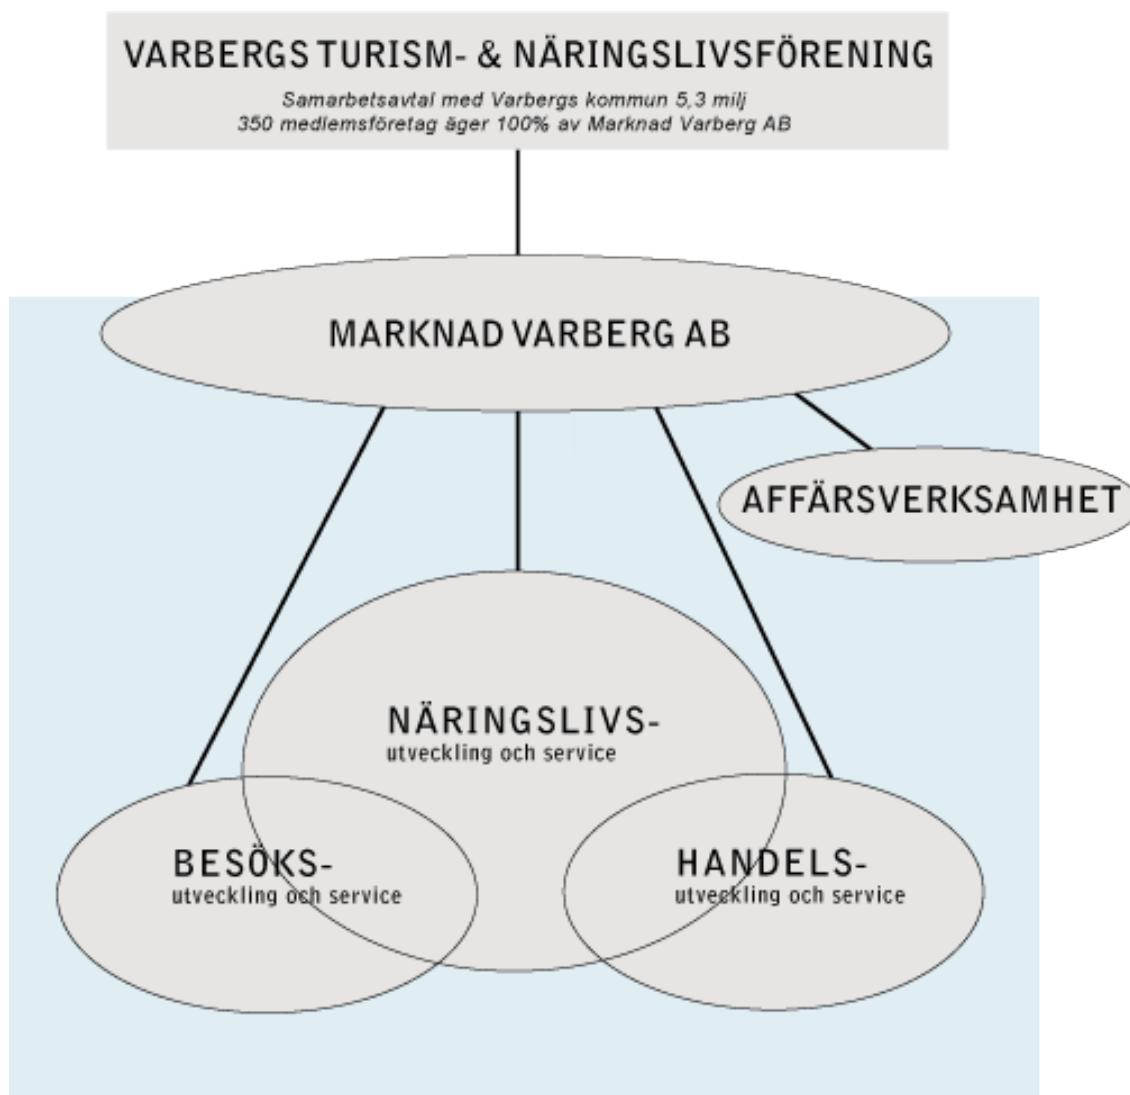 VARBERGS TURISM- & NÄRINGSLIVSFÖRENING
Samarbetsavtal med Varbergs kommun 5,3 milj
350 medlemsföretag äger 100% av Marknad Varberg AB
MARKNAD VARBERG AB
AFFÄRSVERKSAMHET
NÄRINGSLIVS-
utveckling och service
BESÖKS-
utveckling och service
HANDELS-
utveckling och service